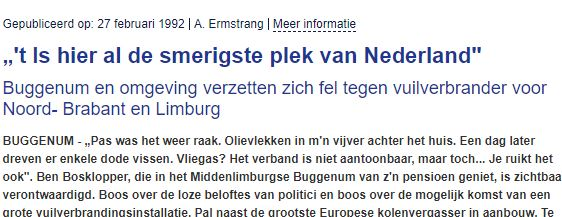 Gepubliceerd op: 27 februari 1992 | A. Ermstrang | Meer informatie
„'t Is hier al de smerigste plek van Nederland"
Buggenum en omgeving verzetten zich fel tegen vuilverbrander voor
Noord- Brabant en Limburg
BUGGENUM - „Pas was het weer raak. Olievlekken in m'n vijver achter het huis. Een dag later
dreven er enkele dode vissen. Vliegas? Het verband is niet aantoonbaar, maar toch... Je ruikt het
ook". Ben Bosklopper, die in het Middenlimburgse Buggenum van z'n pensioen geniet, is zichtbaa
verontwaardigd. Boos over de loze beloftes van politici en boos over de mogelijk komst van een
grote vuilverbrandingsinstallatie. Pal naast de grootste Europese kolenvergasser in aanbouw. Te